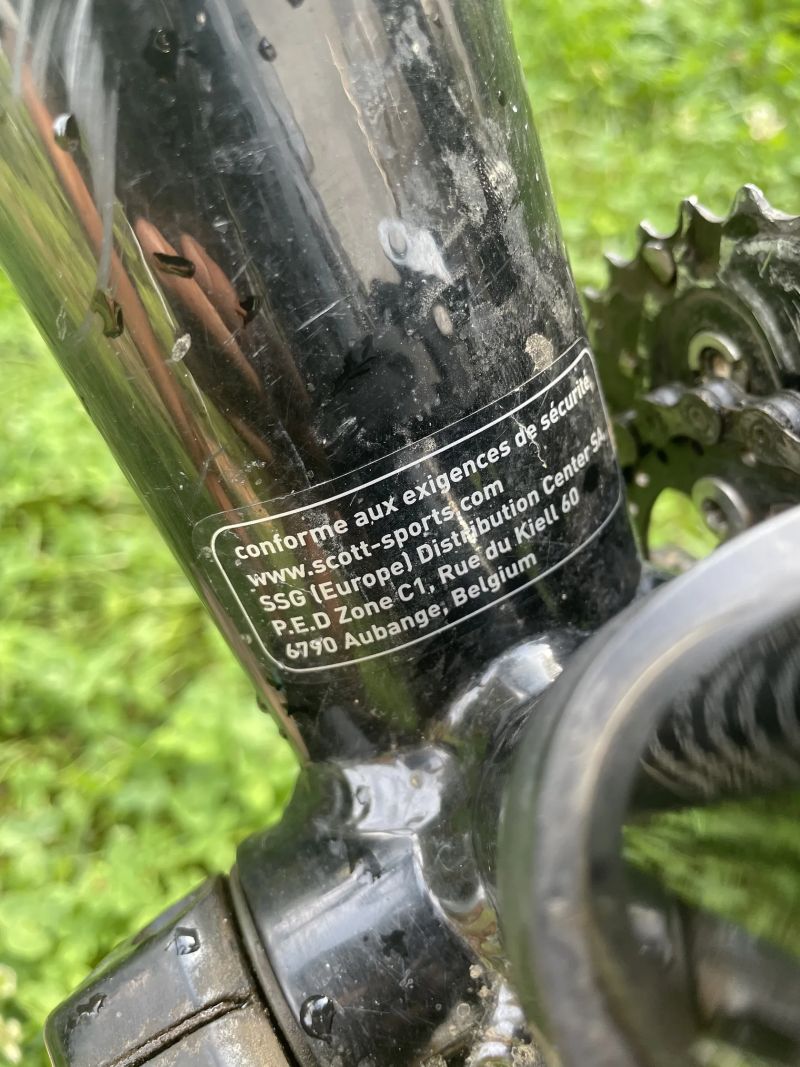 conforme aux exigences de sécurité,
www.scott-sports.com
SSG (Europe) Distribution Center SA,
P.E.D Zone C1, Rue du Kiell 60
6790 Aubange, Belgium